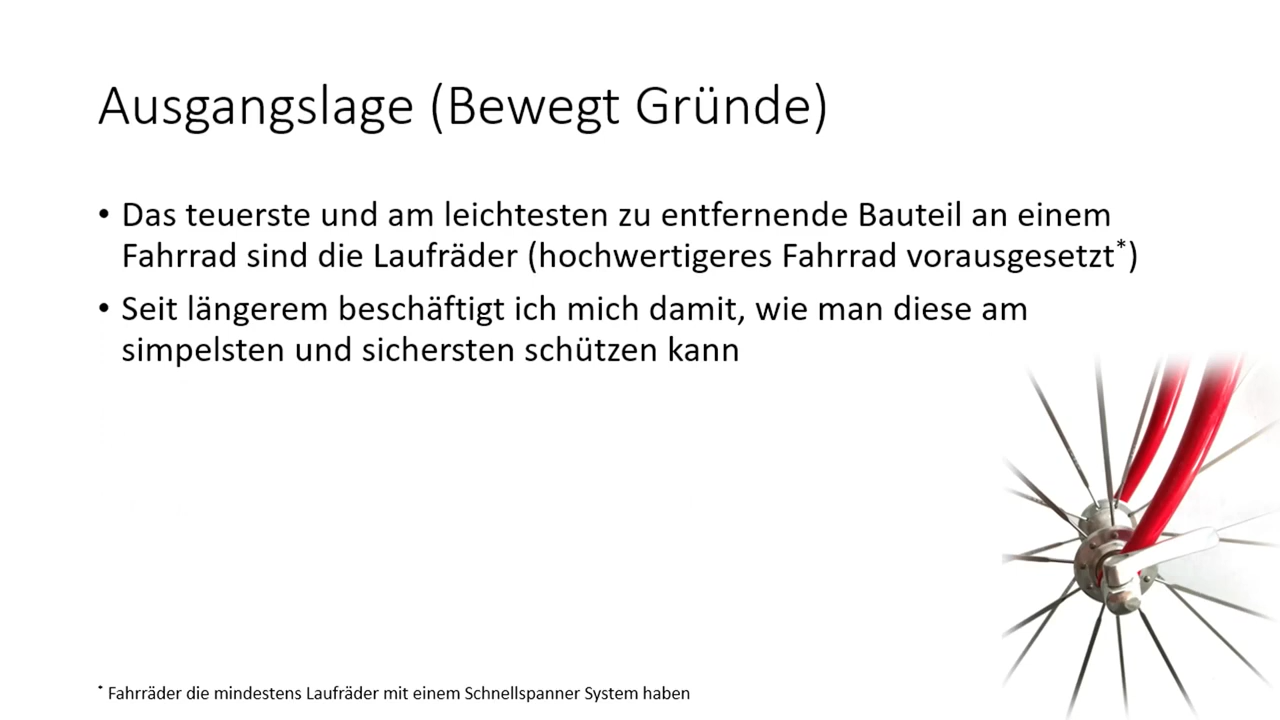 Ausgangslage (Bewegt Gründe)
• Das teuerste und am leichtesten zu entfernende Bauteil an einem
Fahrrad sind die Laufräder (hochwertigeres Fahrrad vorausgesetzt*)
• Seit längerem beschäftigt ich mich damit, wie man diese am
simpelsten und sichersten schützen kann
* Fahrräder die mindestens Laufräder mit einem Schnellspanner System haben